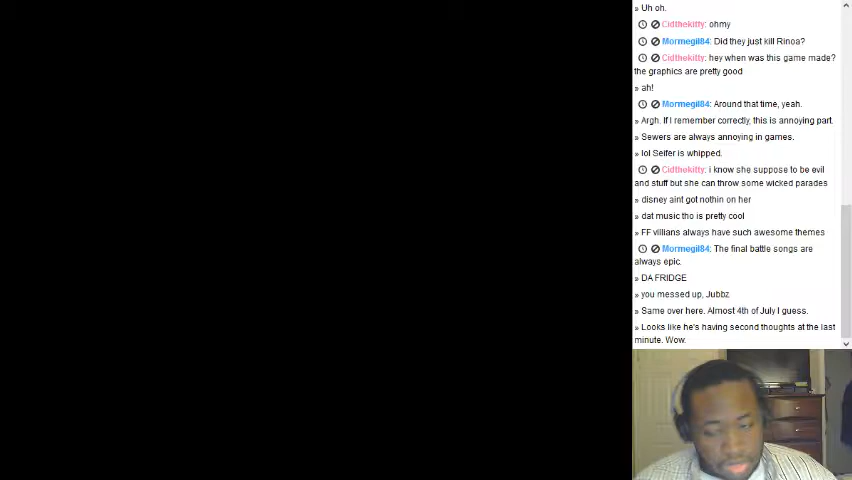 » Uh oh.
Cidthekitty: ohmy
Mormegil84: Did they just kill Rinoa?
Cidthekitty: hey when was this game made?
the graphics are pretty good
» ah!
Mormegil84: Around that time, yeah.
» Argh. If I remember correctly, this is annoying part.
» Sewers are always annoying in games.
» lol Seifer is whipped.
Cidthekitty: i know she suppose to be evil
and stuff but she can throw some wicked parades
» disney aint got nothin on her
» dat music tho is pretty cool
» FF villians always have such awesome themes
Mormegil84: The final battle songs are
always epic.
» DA FRIDGE
» you messed up, Jubbz
» Same over here. Almost 4th of July I guess.
» Looks like he's having second thoughts at the last
minute. Wow.